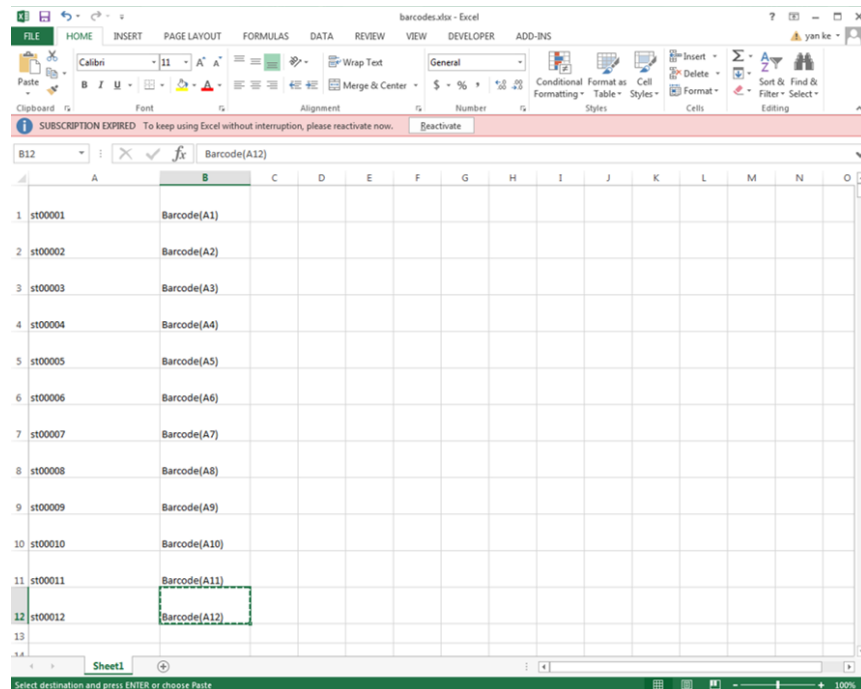 barcodes.xlsx - Excel
FILE HOME INSERT PAGE LAYOUT FORMULAS DATA REVIEW VIEW DEVELOPER ADD-INS yan ke
Paste
Calibri 11
Wrap Text
General
B I U
Merge & Center
$ - % ,
Conditional Formatting
Format as Table
Cell Styles
Insert
Delete
Format
Sort & Filter
Find & Select
Clipboard Font Alignment Number Styles Cells Editing
SUBSCRIPTION EXPIRED To keep using Excel without interruption, please reactivate now. Reactivate
B12 fx Barcode(A12)
A B C D E F G H I J K L M N O
1 st00001 Barcode(A1)
2 st00002 Barcode(A2)
3 st00003 Barcode(A3)
4 st00004 Barcode(A4)
5 st00005 Barcode(A5)
6 st00006 Barcode(A6)
7 st00007 Barcode(A7)
8 st00008 Barcode(A8)
9 st00009 Barcode(A9)
10 st00010 Barcode(A10)
11 st00011 Barcode(A11)
12 st00012 Barcode(A12)
13
14
Sheet1
Select destination and press ENTER or choose Paste 100%